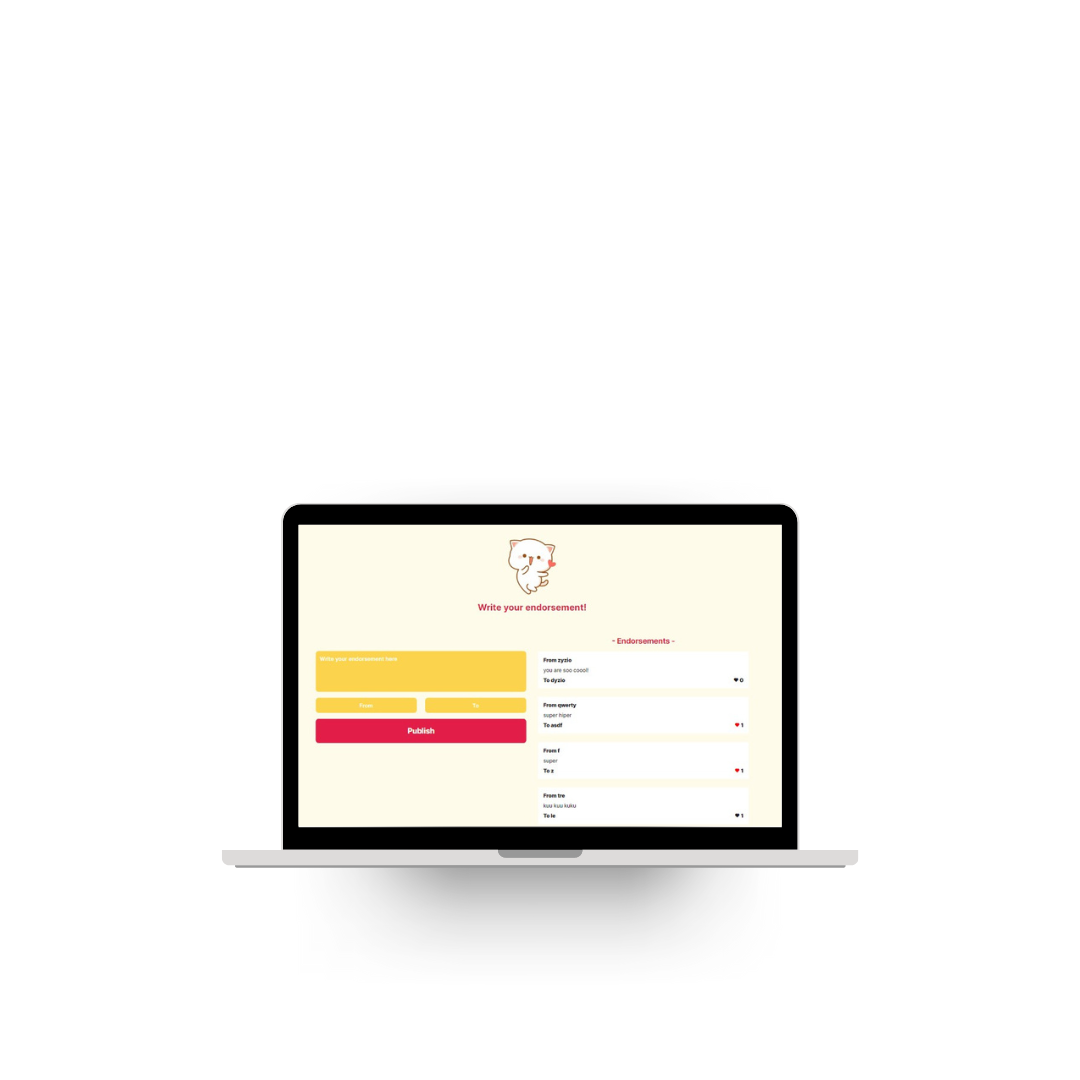 Write your endorsement!
- Endorsements -
Write your endorsement here
From
To
Publish
From zyzio
you are soo coool!
To dyzio
0
From qwerty
super hiper
To asdf
1
From f
super
To s
1
From tre
kuu kuu kuku
To le
1